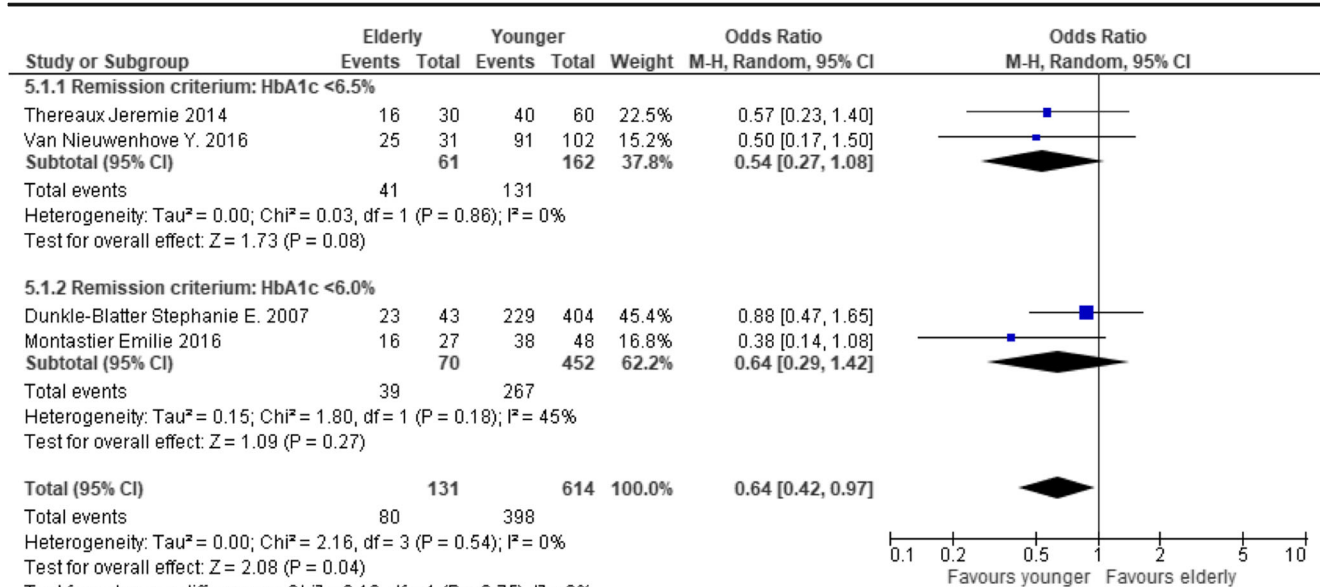 Elderly Younger Odds Ratio Odds Ratio
Study or Subgroup Events Total Events Total Weight M-H, Random, 95% CI M-H, Random, 95% CI
5.1.1 Remission criterium: HbA1c <6.5%
Thereaux Jeremie 2014 16 30 40 60 22.5% 0.57 [0.23, 1.40]
Van Nieuwenhove Y. 2016 25 31 91 102 15.2% 0.50 [0.17, 1.50]
Subtotal (95% CI) 61 162 37.8% 0.54 [0.27, 1.08]
Total events 41 131
Heterogeneity: Tau² = 0.00; Chi² = 0.03, df = 1 (P = 0.86); I² = 0%
Test for overall effect: Z = 1.73 (P = 0.08)
5.1.2 Remission criterium: HbA1c <6.0%
Dunkle-Blatter Stephanie E. 2007 23 43 229 404 45.4% 0.88 [0.47, 1.65]
Montastier Emilie 2016 16 27 38 48 16.8% 0.38 [0.14, 1.08]
Subtotal (95% CI) 70 452 62.2% 0.64 [0.29, 1.42]
Total events 39 267
Heterogeneity: Tau² = 0.15; Chi² = 1.80, df = 1 (P = 0.18); I² = 45%
Test for overall effect: Z = 1.09 (P = 0.27)
Total (95% CI) 131 614 100.0% 0.64 [0.42, 0.97]
Total events 80 398
Heterogeneity: Tau² = 0.00; Chi² = 2.16, df = 3 (P = 0.54); I² = 0%
Test for overall effect: Z = 2.08 (P = 0.04)
0.1 0.2 0.5 1 2 5 10
Favours younger Favours elderly